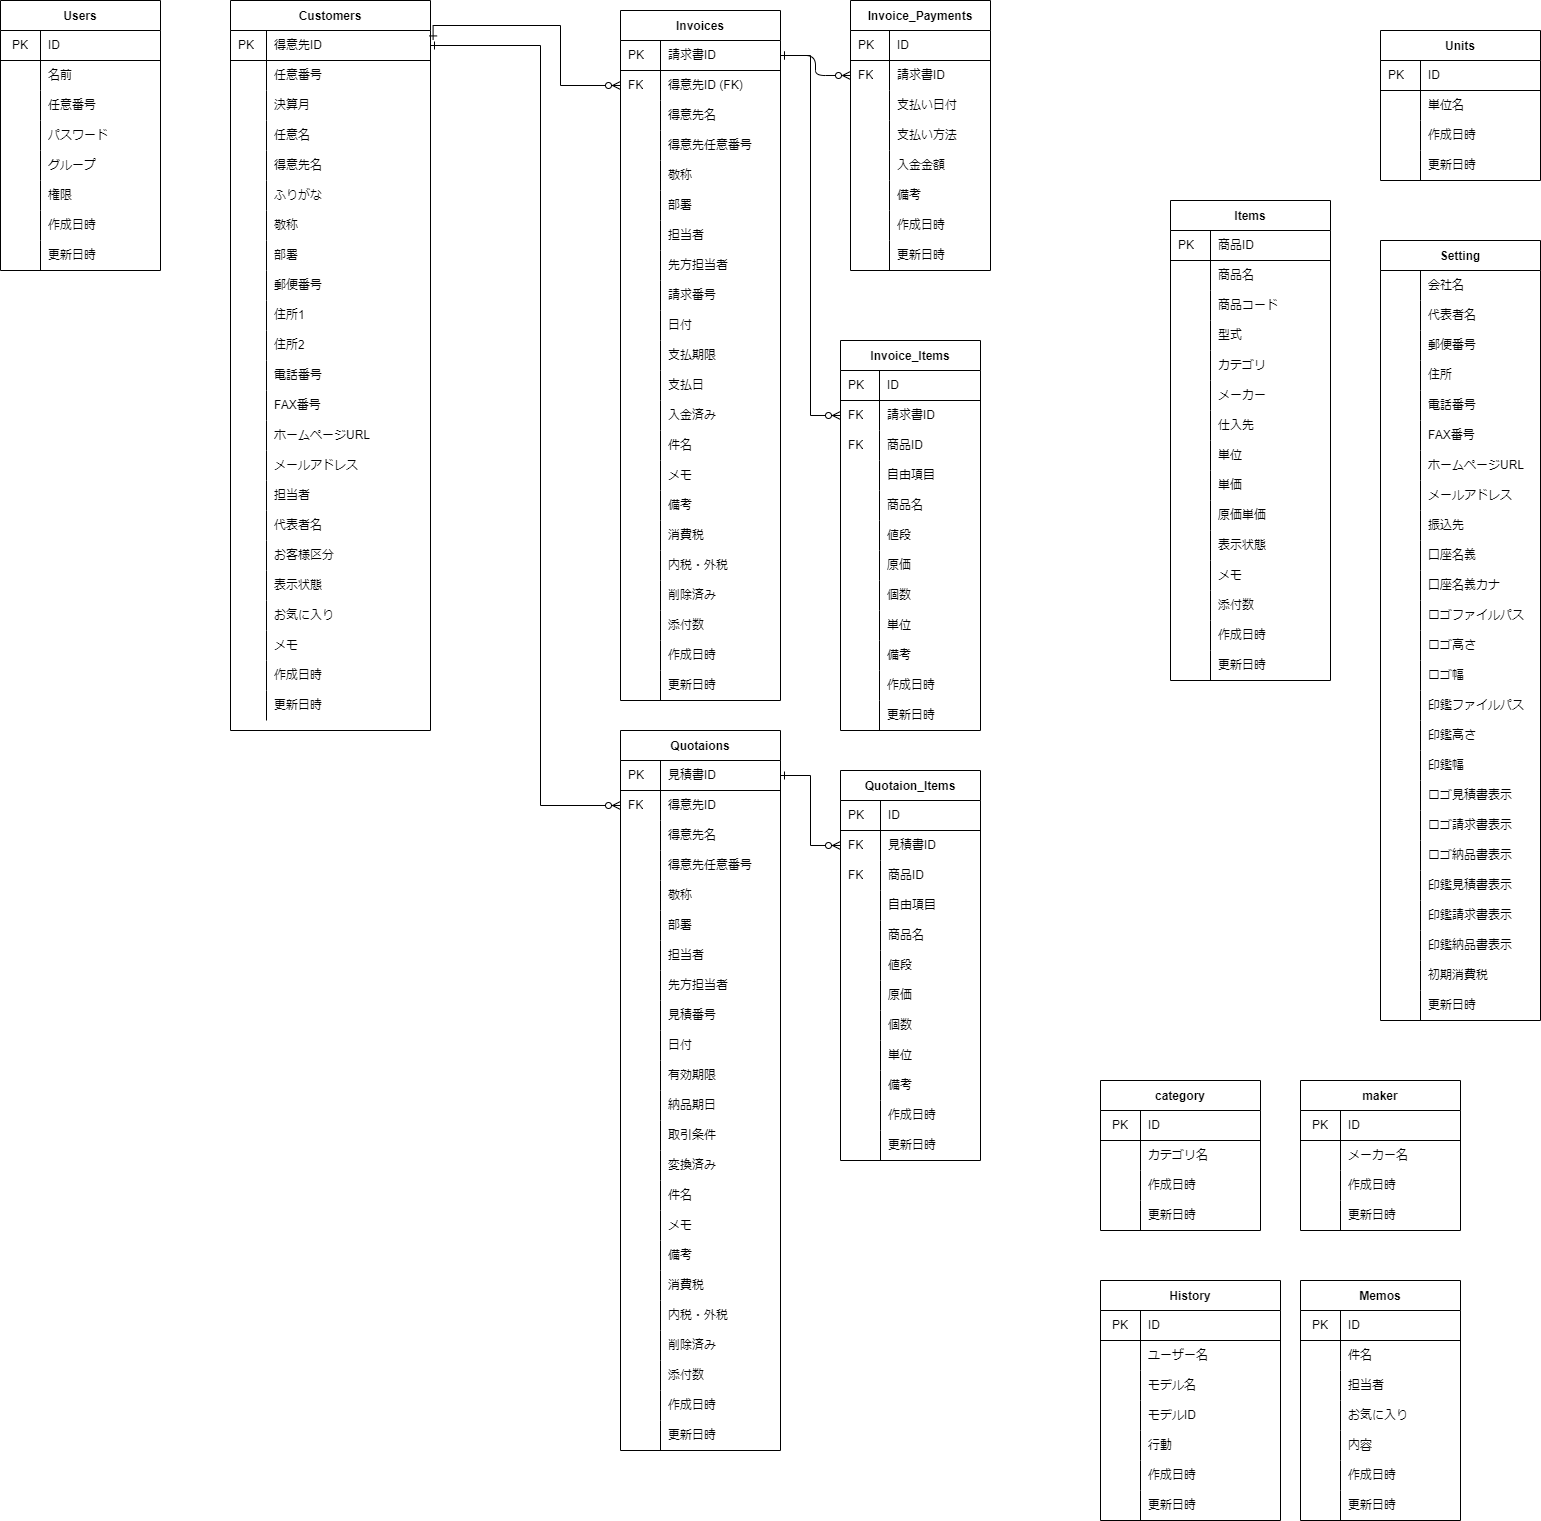 Users
PK ID
名前
任意番号
パスワード
グループ
権限
作成日時
更新日時
Customers
PK 得意先ID
任意番号
決算月
任意名
得意先名
ふりがな
敬称
部署
郵便番号
住所1
住所2
電話番号
FAX番号
ホームページURL
メールアドレス
担当者
代表者名
お客様区分
表示状態
お気に入り
メモ
作成日時
更新日時
Invoices
PK 請求書ID
FK 得意先ID (FK)
得意先名
得意先任意番号
敬称
部署
担当者
先方担当者
請求番号
日付
支払期限
支払日
入金済み
件名
メモ
備考
消費税
内税・外税
削除済み
添付数
作成日時
更新日時
Quotaions
PK 見積書ID
FK 得意先ID
得意先名
得意先任意番号
敬称
部署
担当者
先方担当者
見積番号
日付
有効期限
納品期日
取引条件
変換済み
件名
メモ
備考
消費税
内税・外税
削除済み
添付数
作成日時
更新日時
Invoice_Payments
PK ID
FK 請求書ID
支払い日付
支払い方法
入金金額
備考
作成日時
更新日時
Invoice_Items
PK ID
FK 請求書ID
FK 商品ID
自由項目
商品名
値段
原価
個数
単位
備考
作成日時
更新日時
Quotaion_Items
PK ID
FK 見積書ID
FK 商品ID
自由項目
商品名
値段
原価
個数
単位
備考
作成日時
更新日時
Items
PK 商品ID
商品名
商品コード
型式
カテゴリ
メーカー
仕入先
単位
単価
原価単価
表示状態
メモ
添付数
作成日時
更新日時
Units
PK ID
単位名
作成日時
更新日時
Setting
会社名
代表者名
郵便番号
住所
電話番号
FAX番号
ホームページURL
メールアドレス
振込先
口座名義
口座名義カナ
ロゴファイルパス
ロゴ高さ
ロゴ幅
印鑑ファイルパス
印鑑高さ
印鑑幅
ロゴ見積書表示
ロゴ請求書表示
ロゴ納品書表示
印鑑見積書表示
印鑑請求書表示
印鑑納品書表示
初期消費税
更新日時
category
PK ID
カテゴリ名
作成日時
更新日時
maker
PK ID
メーカー名
作成日時
更新日時
History
PK ID
ユーザー名
モデル名
モデルID
行動
作成日時
更新日時
Memos
PK ID
件名
担当者
お気に入り
内容
作成日時
更新日時